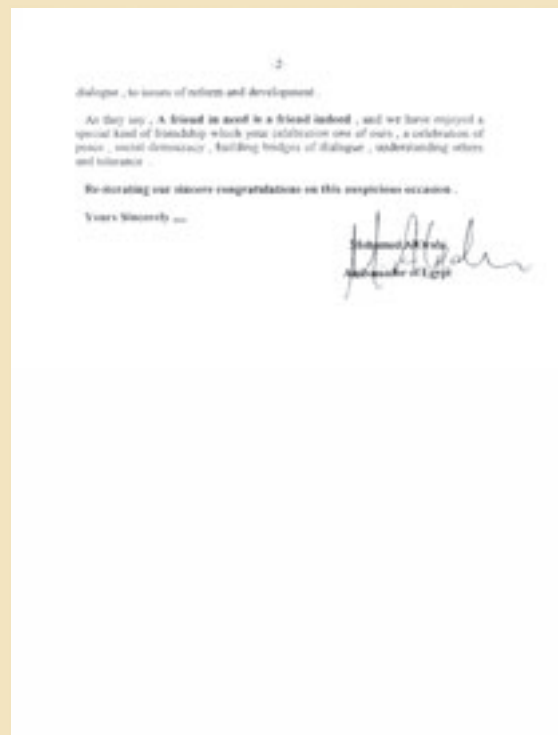 -2-
dialogue , to issues of reform and development .
As they say , A friend in need is a friend indeed , and we have enjoyed a
special kind of friendship which your celebration one of ours , a celebration of
peace , social democracy , building bridges of dialogue , understanding others
and tolerance .
Re-iterating our sincere congratulations on this auspicious occasion .
Yours Sincerely ,,,,
Mohamed
Ambassador of Egypt